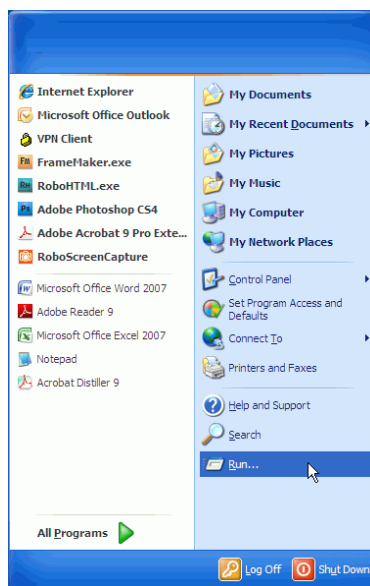 Internet Explorer
Microsoft Office Outlook
VPN Client
FrameMaker.exe
RoboHTML.exe
Adobe Photoshop CS4
Adobe Acrobat 9 Pro Exte...
RoboScreenCapture
Microsoft Office Word 2007
Adobe Reader 9
Microsoft Office Excel 2007
Notepad
Acrobat Distiller 9
All Programs
My Documents
My Recent Documents
My Pictures
My Music
My Computer
My Network Places
Control Panel
Set Program Access and
Defaults
Connect To
Printers and Faxes
Help and Support
Search
Run...
Log Off
Shut Down